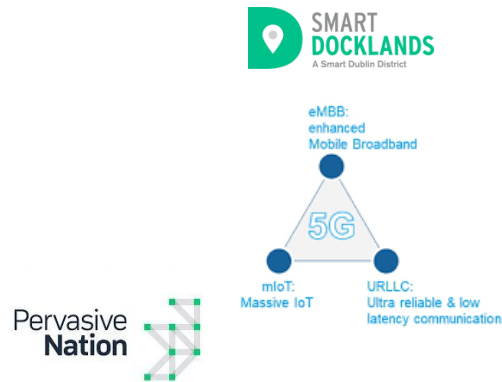 SMART
DOCKLANDS
A Smart Dublin District
eMBB:
enhanced
Mobile Broadband
5G
mIoT:
Massive IoT
URLLC:
Ultra reliable & low
latency communication
Pervasive
Nation